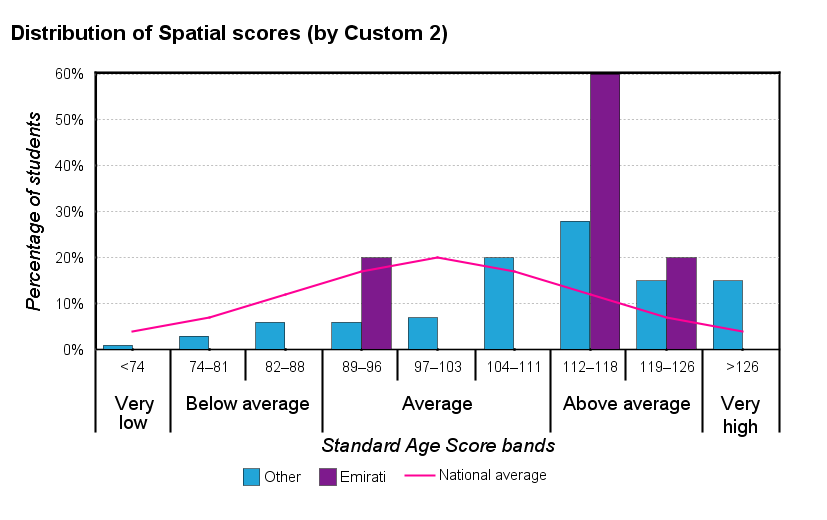 Distribution of Spatial scores (by Custom 2)
Percentage of students
60%
50%
40%
30%
20%
10%
0%
<74 74–81 82–88 89–96 97–103 104–111 112–118 119–126 >126
Very low Below average Average Above average Very high
Standard Age Score bands
Other Emirati National average